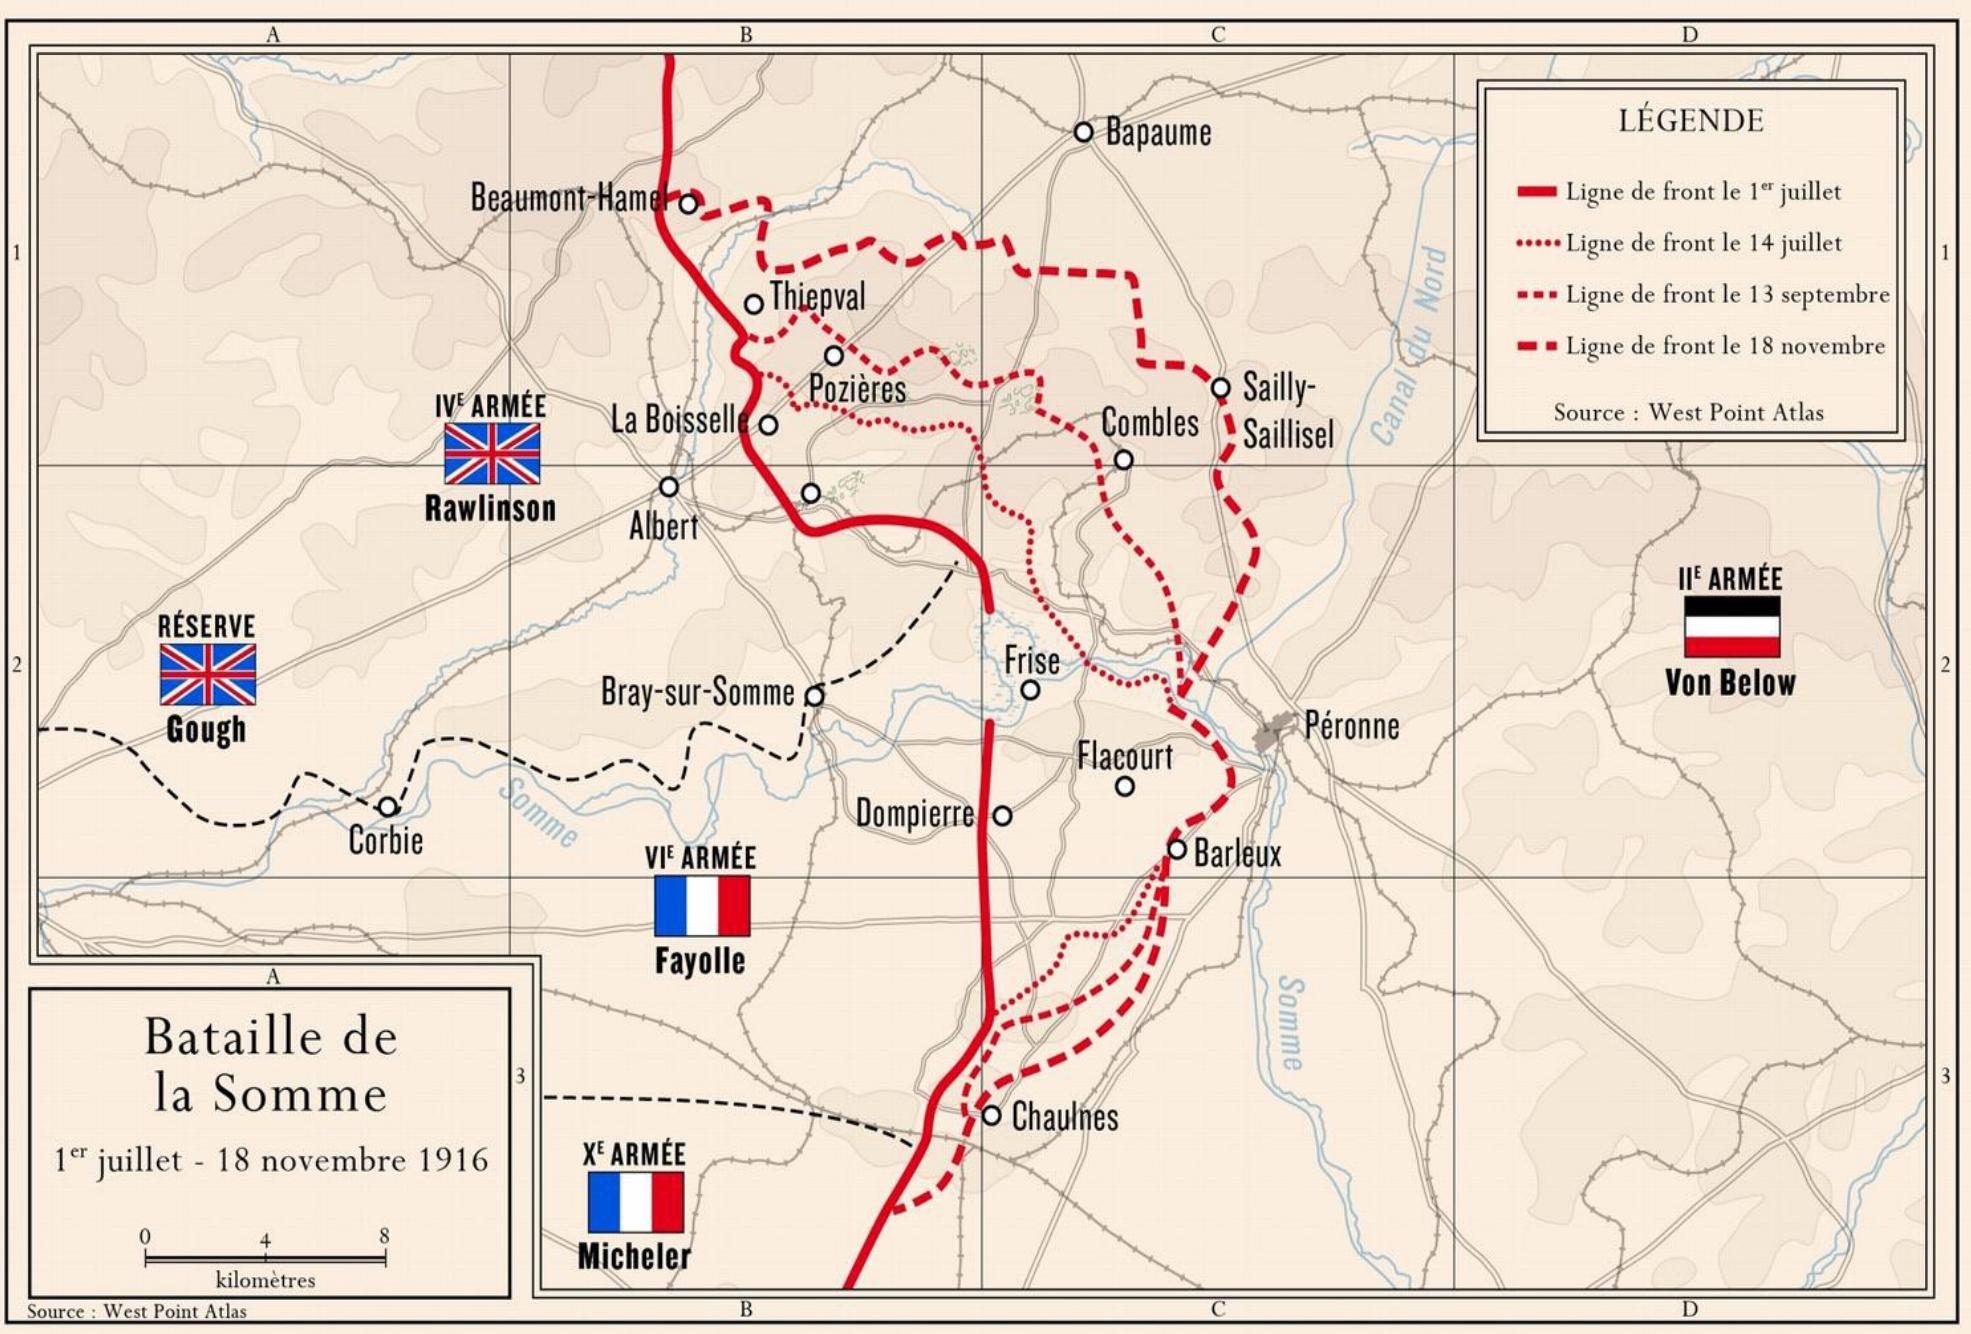 A
B
C
D
LÉGENDE
Ligne de front le 1er juillet
Ligne de front le 14 juillet
Ligne de front le 13 septembre
Ligne de front le 18 novembre
Source : West Point Atlas
Bapaume
Beaumont-Hamel
1
1
Canal du Nord
Thiepval
Pozières
IVE ARMÉE
Rawlinson
La Boisselle
Combles
Sailly-
Saillisel
Albert
IIE ARMÉE
Von Below
RÉSERVE
Gough
2
2
Frise
Bray-sur-Somme
Péronne
Flacourt
Somme
Dompierre
Corbie
Barleux
VIE ARMÉE
Fayolle
A
Somme
Bataille de
la Somme
1er juillet - 18 novembre 1916
3
3
Chaulnes
XE ARMÉE
Micheler
0 4 8
kilomètres
Source : West Point Atlas
B
C
D